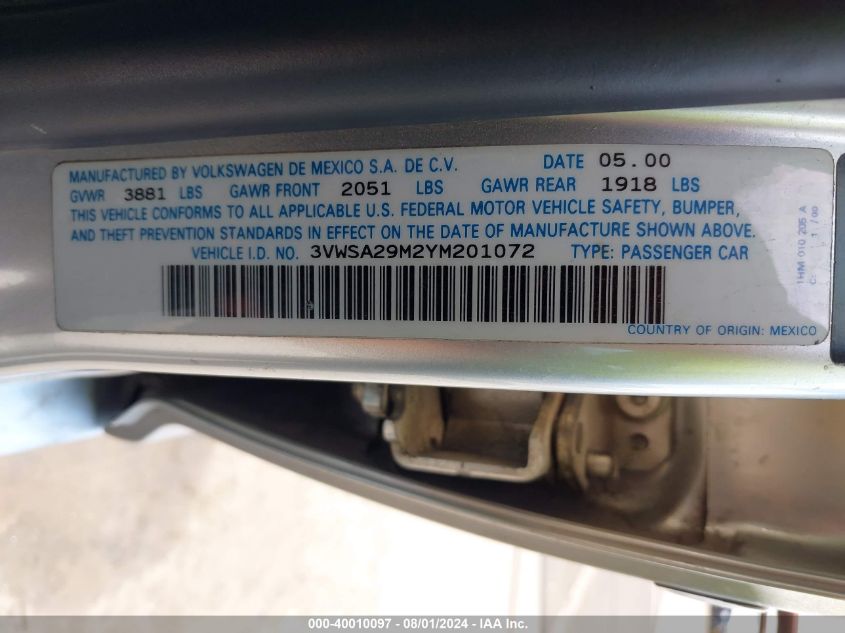 MANUFACTURED BY VOLKSWAGEN DE MEXICO S.A. DE C.V. DATE 05.00
GVWR 3881 LBS GAWR FRONT 2051 LBS GAWR REAR 1918 LBS
THIS VEHICLE CONFORMS TO ALL APPLICABLE U.S. FEDERAL MOTOR VEHICLE SAFETY, BUMPER,
AND THEFT PREVENTION STANDARDS IN EFFECT ON THE DATE OF MANUFACTURE SHOWN ABOVE.
VEHICLE I.D. NO. 3VWSA29M2YM201072 TYPE: PASSENGER CAR
COUNTRY OF ORIGIN: MEXICO
1HM 010 205 A
C: 1 / 00
000-40010097 - 08/01/2024 - IAA Inc.